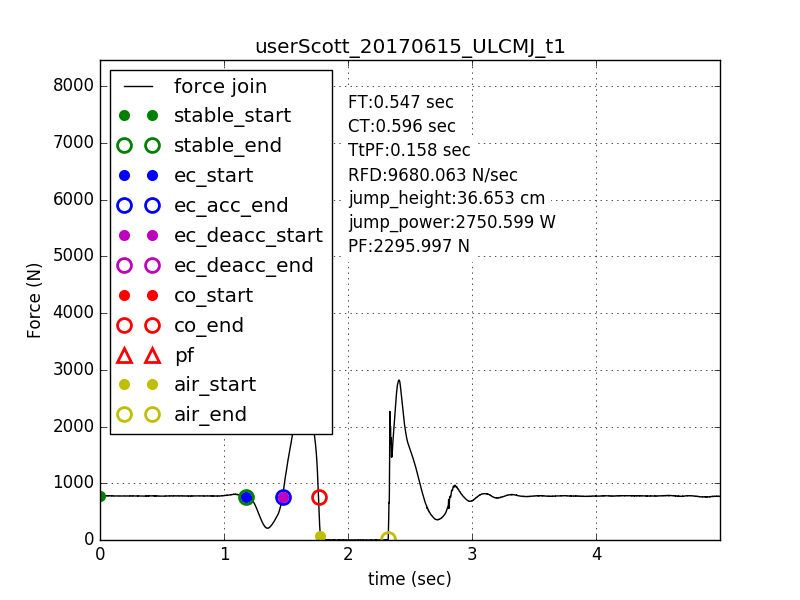 userScott_20170615_ULCMJ_t1
8000
7000
6000
5000
4000
3000
2000
1000
0
Force (N)
force join
stable_start
stable_end
ec_start
ec_acc_end
ec_deacc_start
ec_deacc_end
co_start
co_end
pf
air_start
air_end
FT:0.547 sec
CT:0.596 sec
TtPF:0.158 sec
RFD:9680.063 N/sec
jump_height:36.653 cm
jump_power:2750.599 W
PF:2295.997 N
0 1 2 3 4
time (sec)